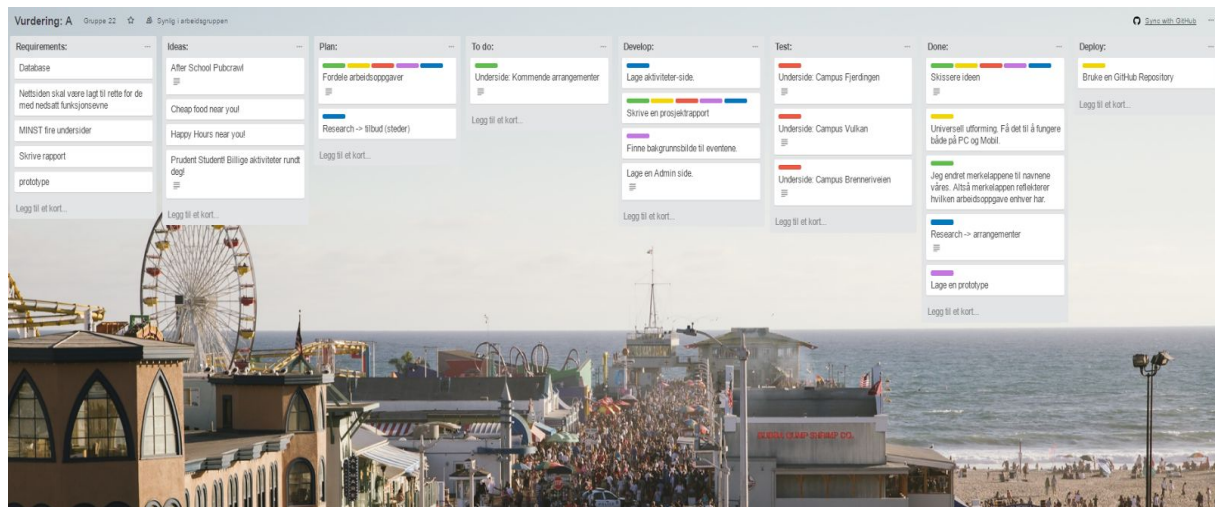 Vurdering: A
Gruppe 22
Synlig i arbeidsgruppen
Sync with GitHub
Requirements:
Database
Nettsiden skal være lagt til rette for de
med nedsatt funksjonsevne
MINST fire undersider
Skrive rapport
prototype
Legg til et kort...
Ideas:
After School Pubcrawl
Cheap food near you!
Happy Hours near you!
Prudent Student! Billige aktiviteter rundt
deg!
Legg til et kort...
Plan:
Fordele arbeidsoppgaver
Research -> tilbud (steder)
Legg til et kort...
To do:
Underside: Kommende arrangementer
Legg til et kort...
Develop:
Lage aktiviteter-side.
Skrive en prosjektrapport
Finne bakgrunnsbilde til eventene.
Lage en Admin side.
Legg til et kort...
Test:
Underside: Campus Fjerdingen
Underside: Campus Vulkan
Underside: Campus Brenneriveien
Legg til et kort...
Done:
Skissere ideen
Universell utforming. Få det til å fungere
både på PC og Mobil.
Jeg endret merkelappene til navnene
våres. Altså merkelappen reflekterer
hvilken arbeidsoppgave enhver har.
Research -> arrangementer
Lage en prototype
Legg til et kort...
Deploy:
Bruke en GitHub Repository
Legg til et kort...
BUBBA GUMP SHRIMP CO.